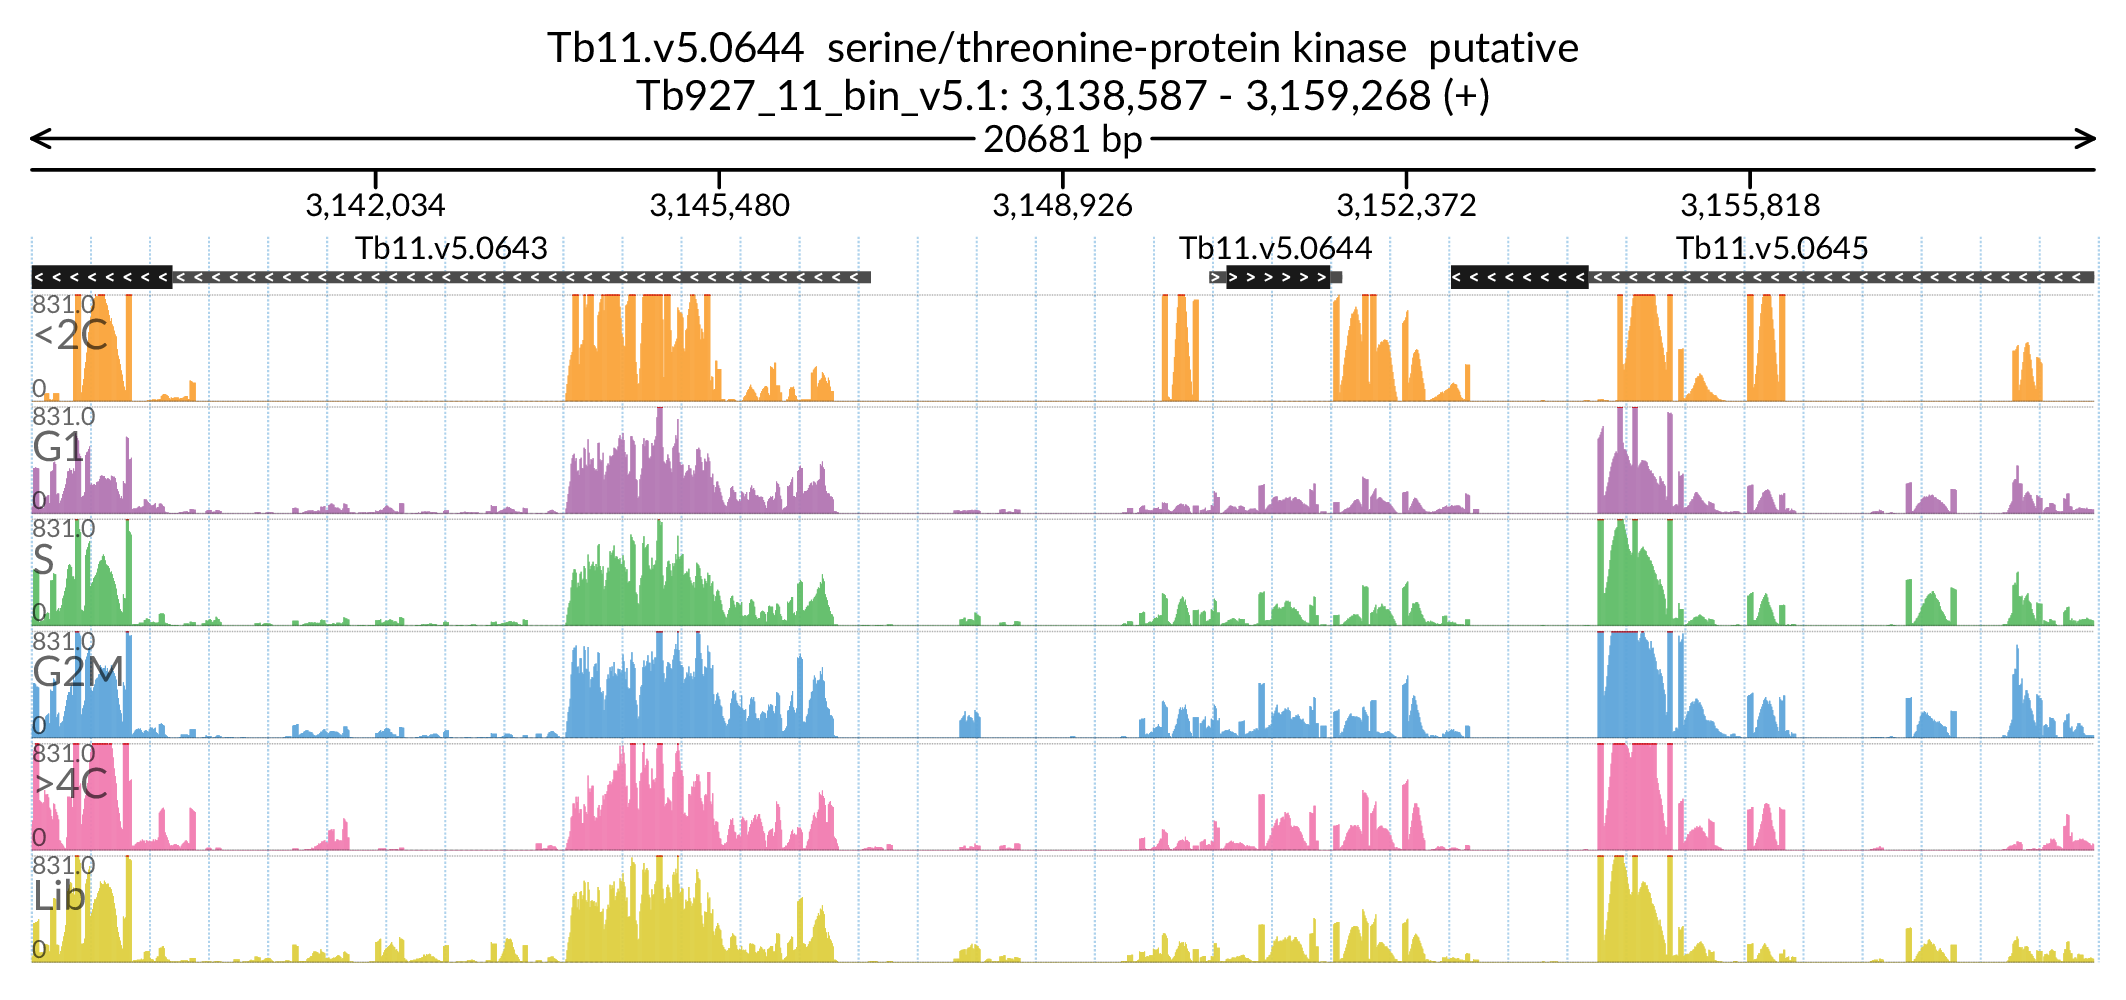 Tb11.v5.0644 serine/threonine-protein kinase putative
Tb927_11_bin_v5.1: 3,138,587 - 3,159,268 (+)
20681 bp
3,142,034 3,145,480 3,148,926 3,152,372 3,155,818
Tb11.v5.0643 Tb11.v5.0644 Tb11.v5.0645
831.0
<2C
0
831.0
G1
0
831.0
S
0
831.0
G2M
0
831.0
>4C
0
831.0
Lib
0